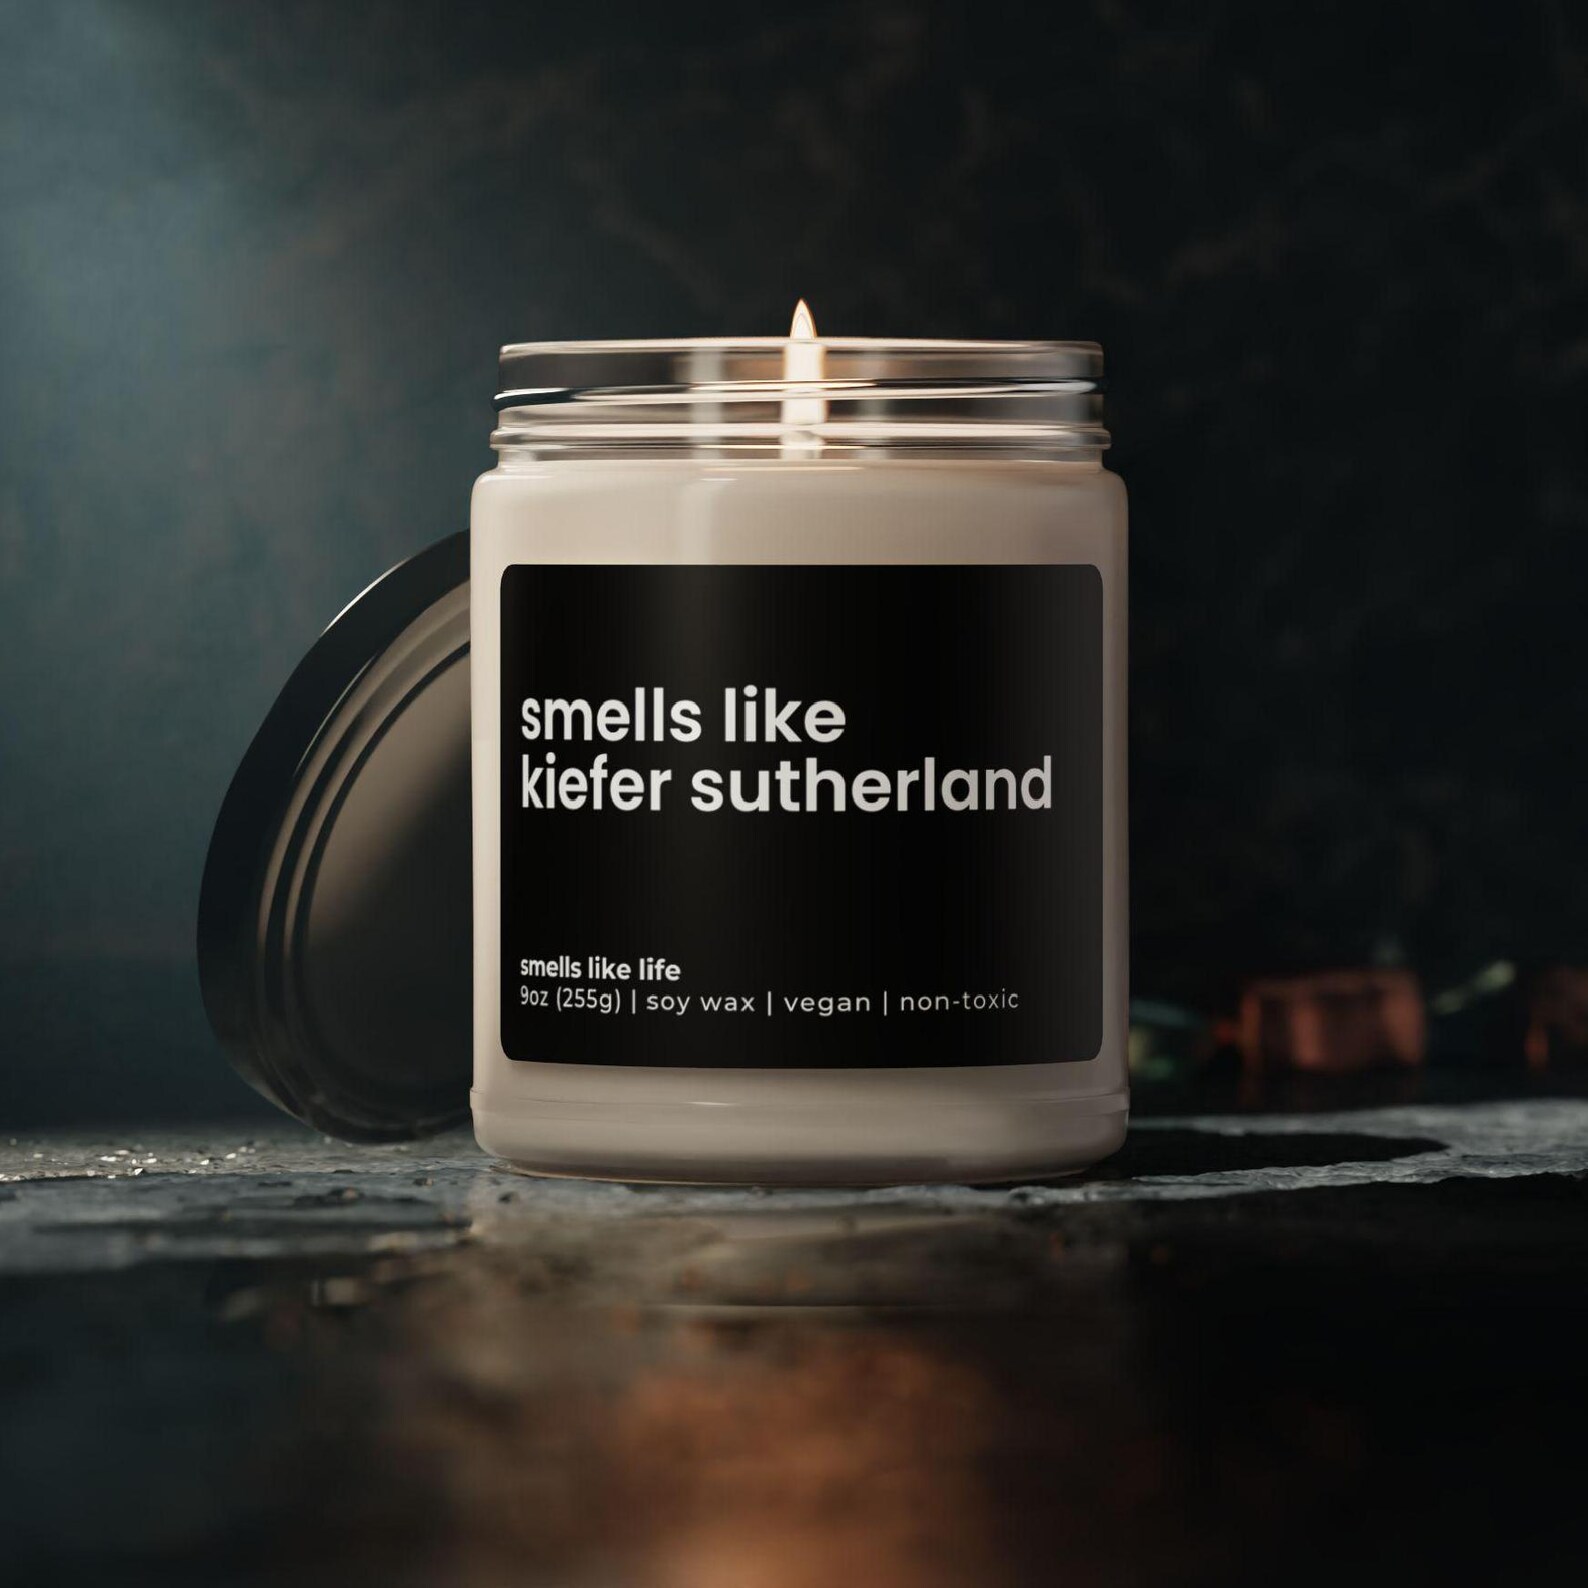 smells like
kiefer sutherland
smells like life
9oz (255g) | soy wax | vegan | non-toxic